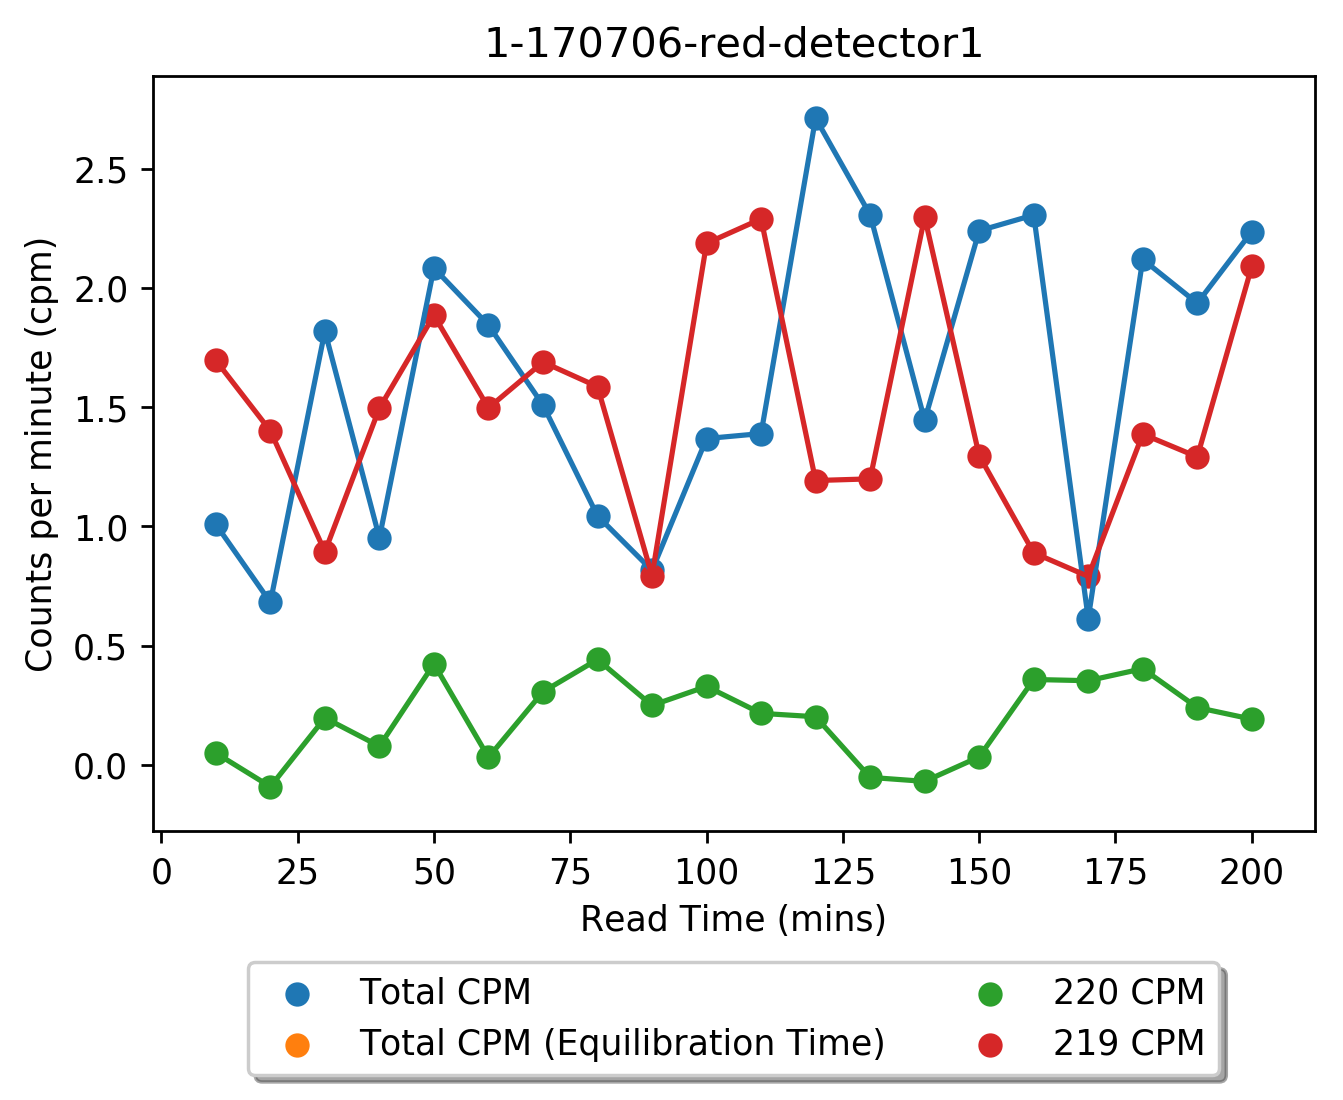 1-170706-red-detector1
Counts per minute (cpm)
2.5
2.0
1.5
1.0
0.5
0.0
0 25 50 75 100 125 150 175 200
Read Time (mins)
Total CPM
Total CPM (Equilibration Time)
220 CPM
219 CPM